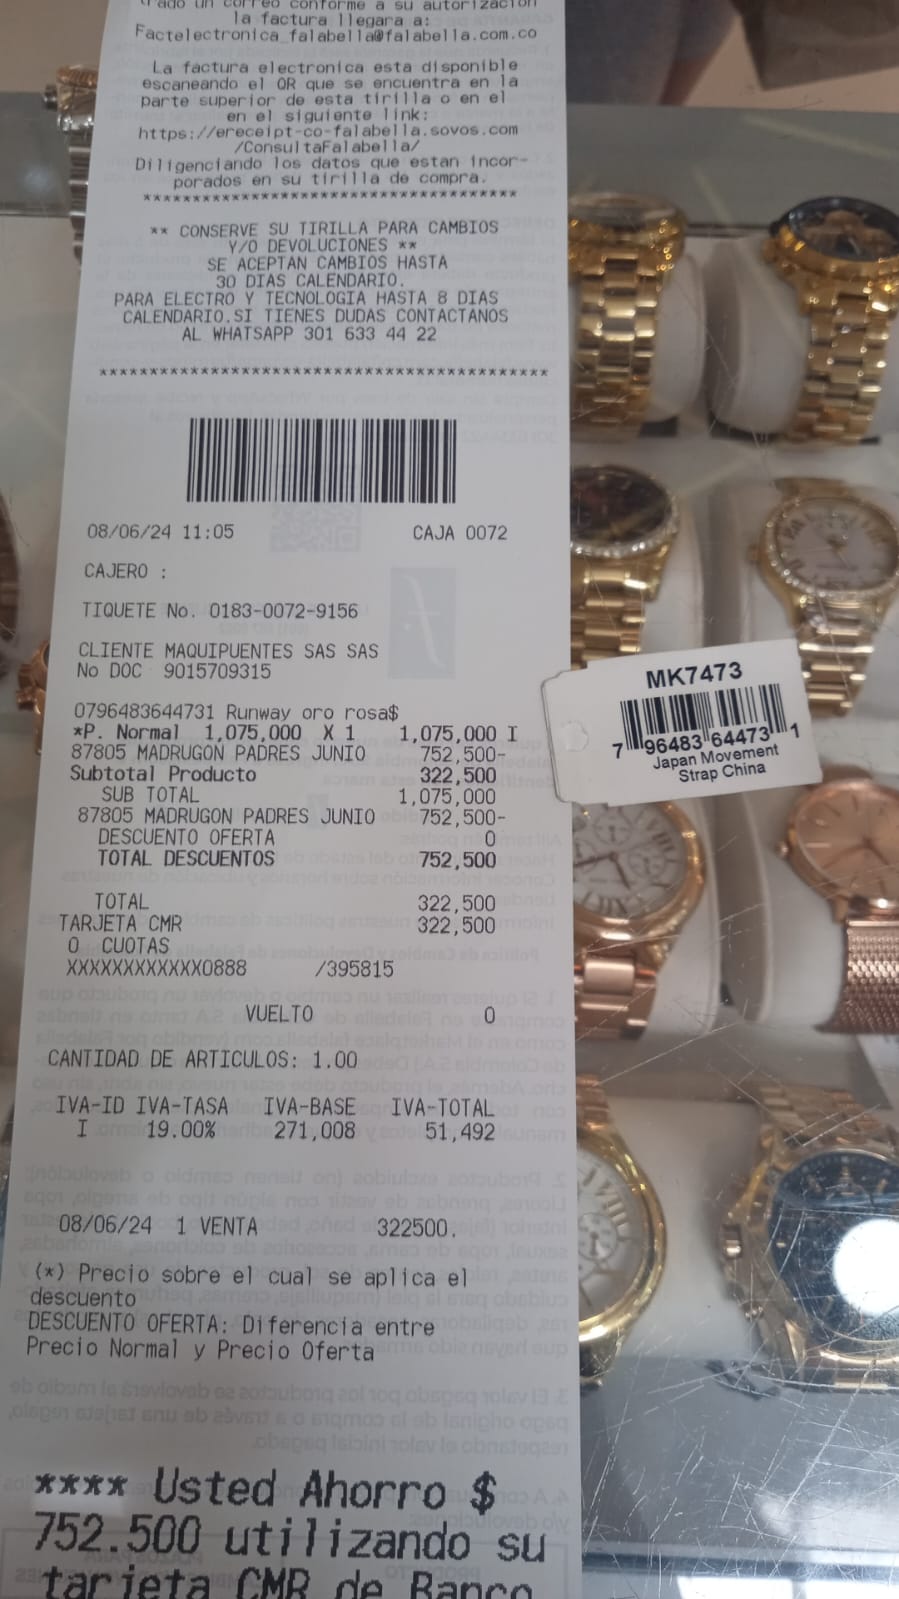 un correo conforme a su autorizacion
la factura llegara a:
Factelectronica_falabella@falabella.com.co
La factura electronica esta disponible
escaneando el QR que se encuentra en la
parte superior de esta tirilla o en el
en el siguiente link:
https://ereceipt-co-falabella.sovos.com
/ConsultaFalabella/
Diligenciando los datos que estan incor-
porados en su tirilla de compra.
*****************************************
** CONSERVE SU TIRILLA PARA CAMBIOS
Y/O DEVOLUCIONES **
SE ACEPTAN CAMBIOS HASTA
30 DIAS CALENDARIO.
PARA ELECTRO Y TECNOLOGIA HASTA 8 DIAS
CALENDARIO.SI TIENES DUDAS CONTACTANOS
AL WHATSAPP 301 633 44 22
********************************************
08/06/24 11:05 CAJA 0072
CAJERO :
TIQUETE No. 0183-0072-9156
CLIENTE MAQUIPUENTES SAS SAS
No DOC 9015709315
0796483644731 Runway oro rosa$
*P. Normal 1,075,000 X 1 1,075,000 I
87805 MADRUGON PADRES JUNIO 752,500-
Subtotal Producto 322,500
SUB TOTAL 1,075,000
87805 MADRUGON PADRES JUNIO 752,500-
DESCUENTO OFERTA 0
TOTAL DESCUENTOS 752,500
TOTAL 322,500
TARJETA CMR 322,500
0 CUOTAS
XXXXXXXXXXXX0888 /395815
VUELTO 0
CANTIDAD DE ARTICULOS: 1.00
IVA-ID IVA-TASA IVA-BASE IVA-TOTAL
I 19.00% 271,008 51,492
08/06/24 1 VENTA 322500.
(*) Precio sobre el cual se aplica el
descuento
DESCUENTO OFERTA: Diferencia entre
Precio Normal y Precio Oferta
**** Usted Ahorro $
752.500 utilizando su
tarjeta CMR de Banco
MK7473
7 96483 64473 1
Japan Movement
Strap China